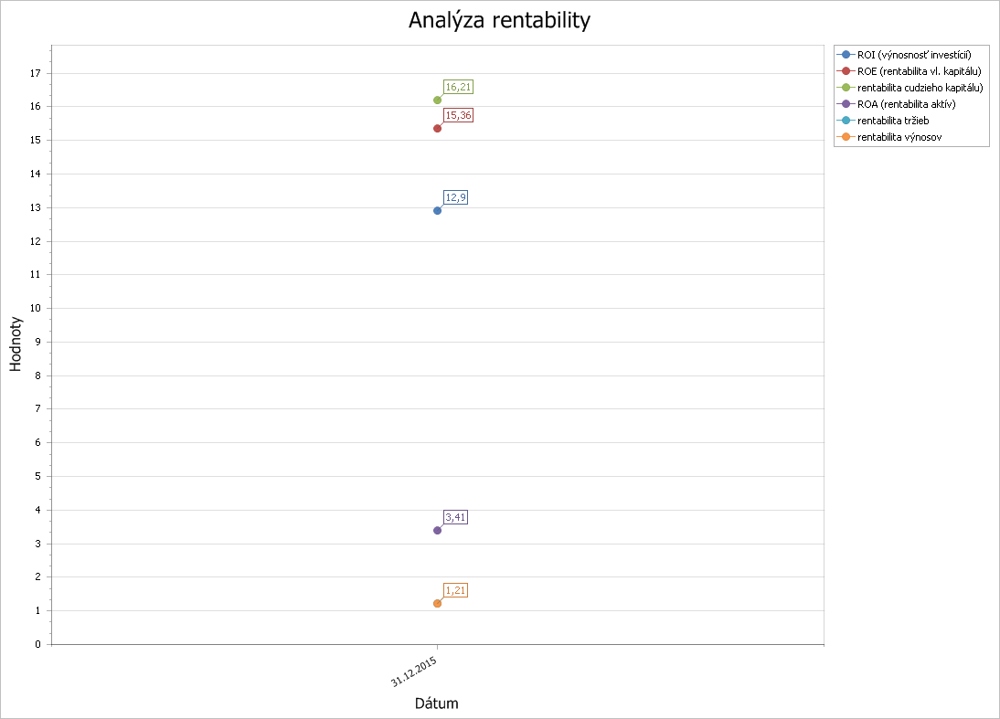 Analýza rentability
ROI (výnosnosť investícií)
ROE (rentabilita vl. kapitálu)
rentabilita cudzieho kapitálu)
ROA (rentabilita aktív)
rentabilita tržieb
rentabilita výnosov
Hodnoty
17
16
15
14
13
12
11
10
9
8
7
6
5
4
3
2
1
0
16,21
15,36
12,9
3,41
1,21
31.12.2015
Dátum